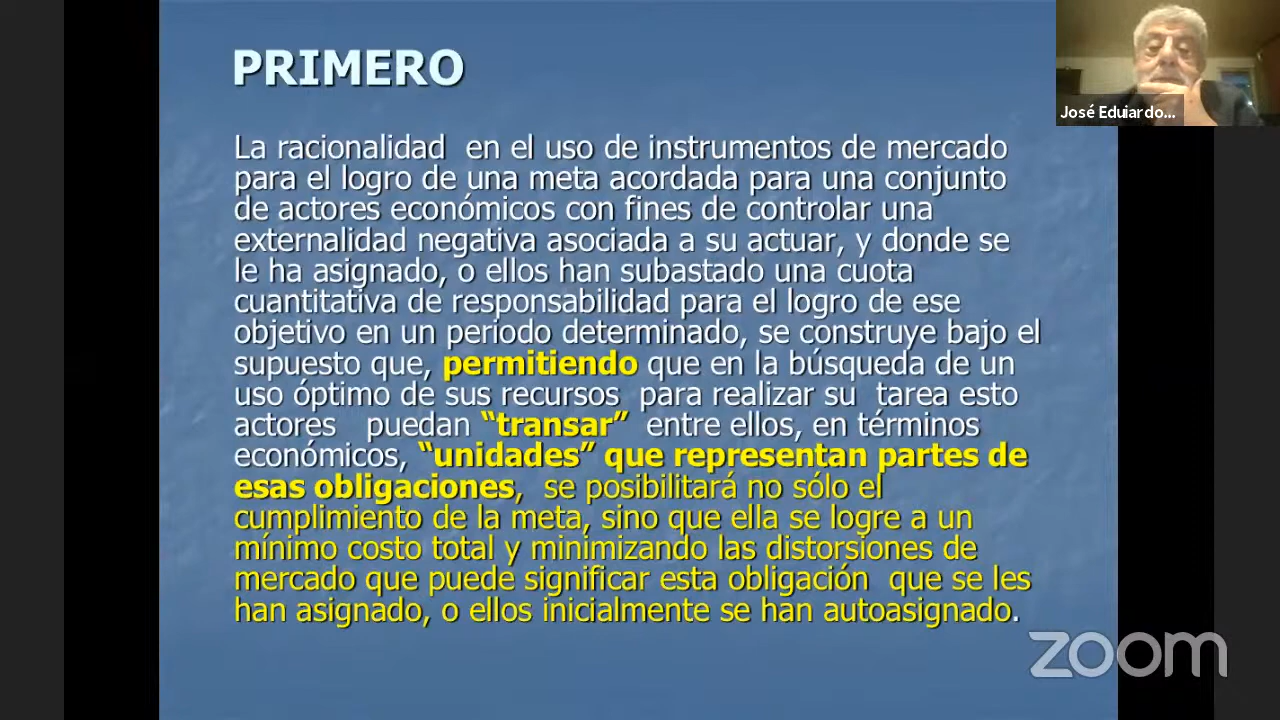 PRIMERO
La racionalidad en el uso de instrumentos de mercado
para el logro de una meta acordada para una conjunto
de actores económicos con fines de controlar una
externalidad negativa asociada a su actuar, y donde se
le ha asignado, o ellos han subastado una cuota
cuantitativa de responsabilidad para el logro de ese
objetivo en un periodo determinado, se construye bajo el
supuesto que, permitiendo que en la búsqueda de un
uso óptimo de sus recursos para realizar su tarea esto
actores puedan “transar” entre ellos, en términos
económicos, “unidades” que representan partes de
esas obligaciones, se posibilitará no sólo el
cumplimiento de la meta, sino que ella se logre a un
mínimo costo total y minimizando las distorsiones de
mercado que puede significar esta obligación que se les
han asignado, o ellos inicialmente se han autoasignado.
José Eduiardo...
zoom